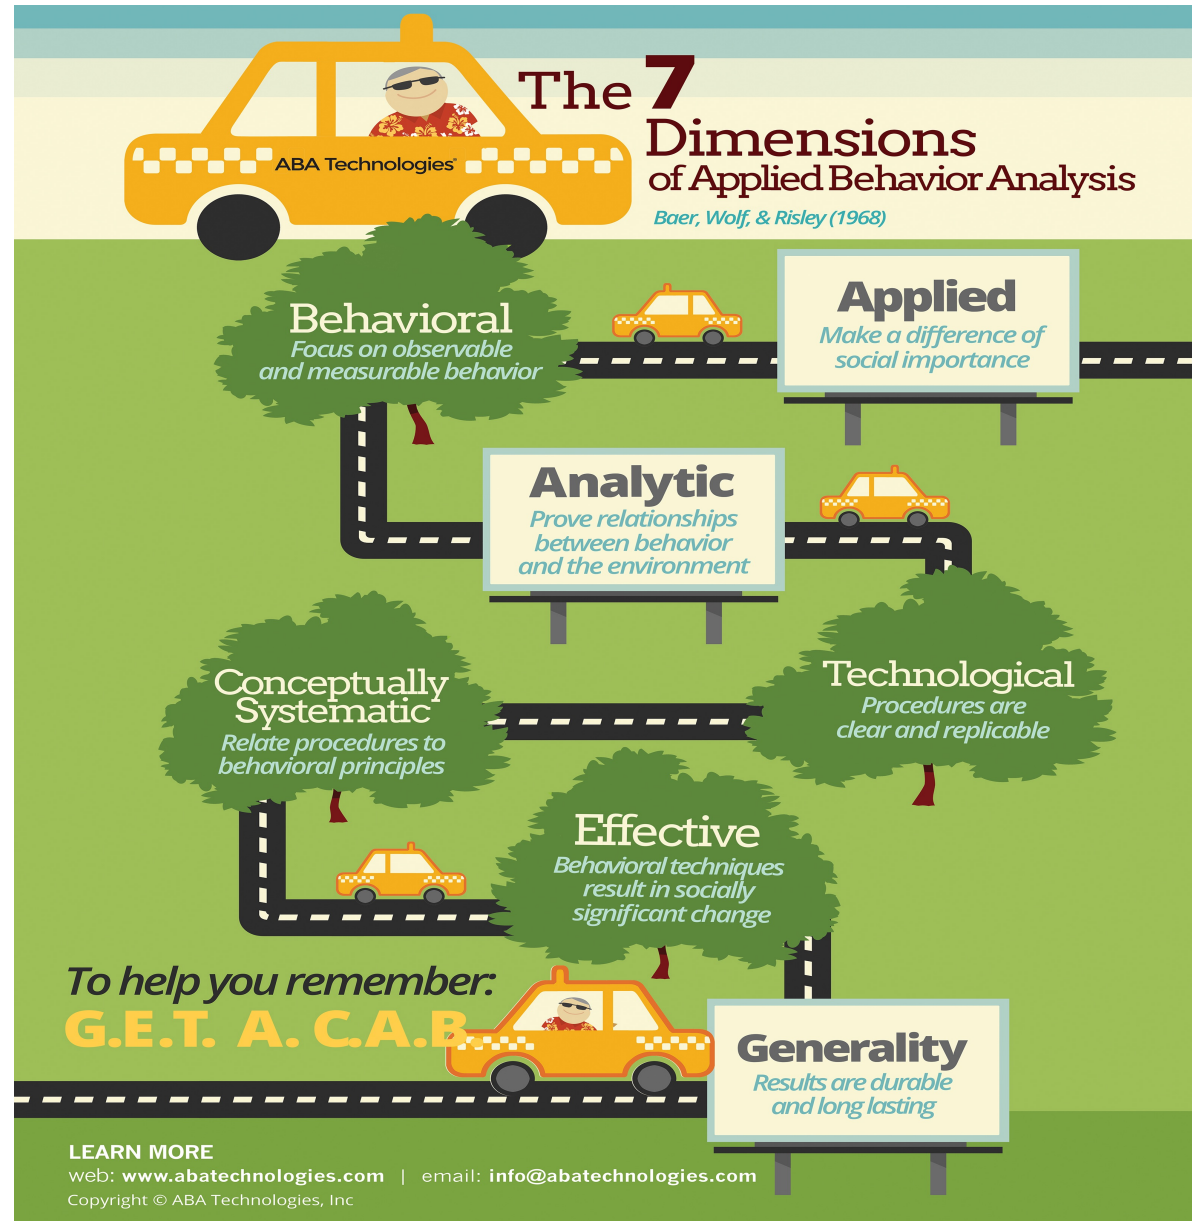 ABA Technologies®
The 7
Dimensions
of Applied Behavior Analysis
Baer, Wolf, & Risley (1968)
Applied
Make a difference of
social importance
Behavioral
Focus on observable
and measurable behavior
Analytic
Prove relationships
between behavior
and the environment
Technological
Procedures are
clear and replicable
Conceptually
Systematic
Relate procedures to
behavioral principles
Effective
Behavioral techniques
result in socially
significant change
Generality
Results are durable
and long lasting
To help you remember:
G.E.T. A. C.A.B.
LEARN MORE
web: www.abatechnologies.com | email: info@abatechnologies.com
Copyright © ABA Technologies, Inc